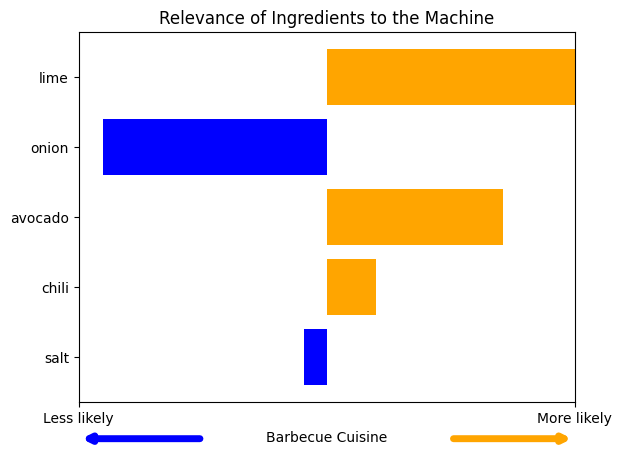 Relevance of Ingredients to the Machine
lime
onion
avocado
chili
salt
Less likely
More likely
Barbecue Cuisine